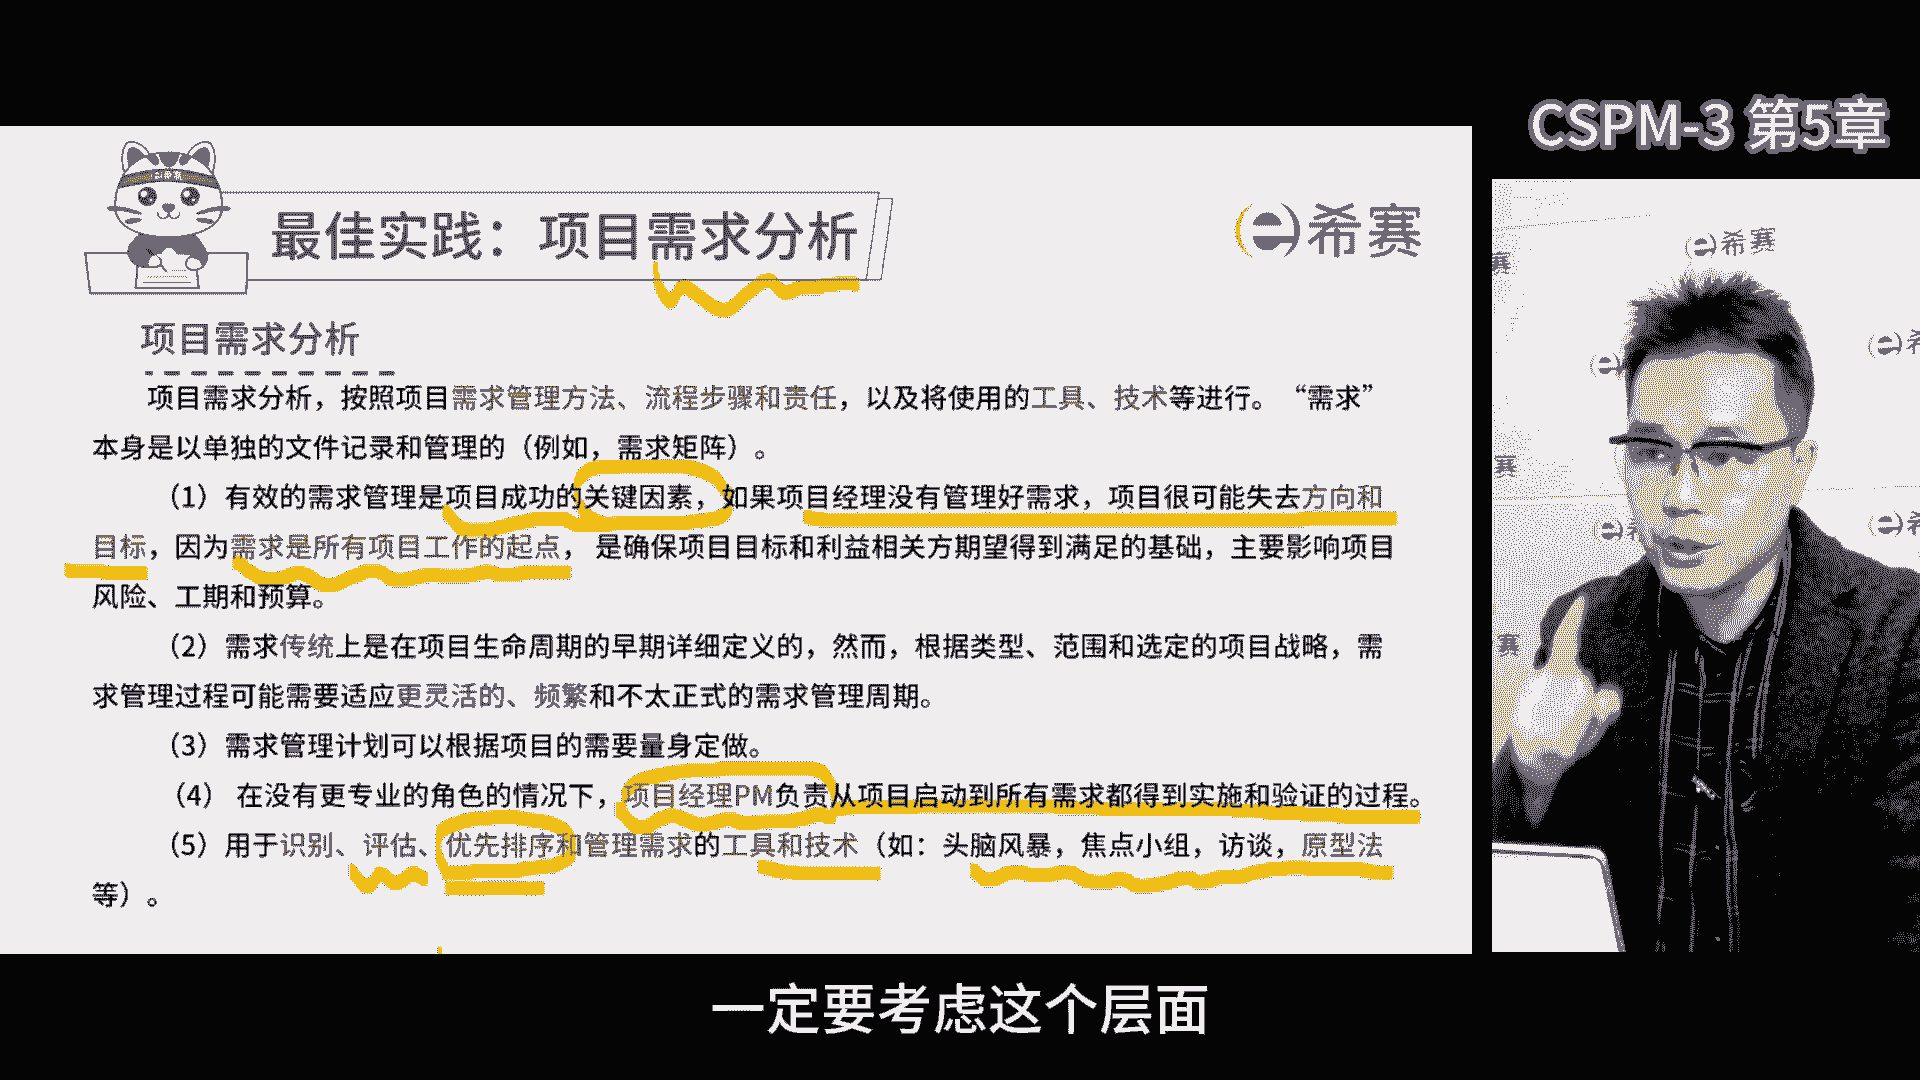 CSPM-3 第5章
最佳实践：项目需求分析
希赛
项目需求分析
项目需求分析，按照项目需求管理方法、流程步骤和责任，以及将使用的工具、技术等进行。“需求”
本身是以单独的文件记录和管理的（例如，需求矩阵）。
（1）有效的需求管理是项目成功的关键因素，如果项目经理没有管理好需求，项目很可能失去方向和
目标，因为需求是所有项目工作的起点， 是确保项目目标和利益相关方期望得到满足的基础，主要影响项目
风险、工期和预算。
（2）需求传统上是在项目生命周期的早期详细定义的，然而，根据类型、范围和选定的项目战略，需
求管理过程可能需要适应更灵活的、频繁和不太正式的需求管理周期。
（3）需求管理计划可以根据项目的需要量身定做。
（4） 在没有更专业的角色的情况下，项目经理PM负责从项目启动到所有需求都得到实施和验证的过程。
（5）用于识别、评估、优先排序和管理需求的工具和技术（如：头脑风暴，焦点小组，访谈，原型法
等）。
希赛
赛
希
赛
希
赛
一定要考虑这个层面